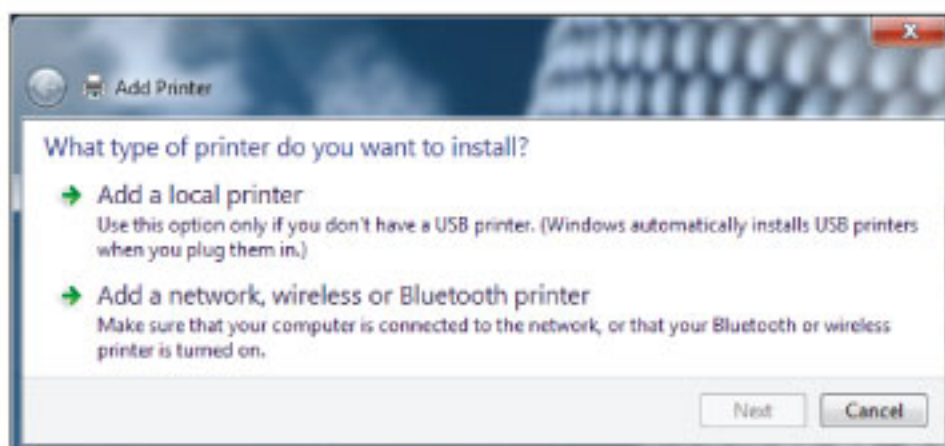 Add Printer
What type of printer do you want to install?
Add a local printer
Use this option only if you don't have a USB printer. (Windows automatically installs USB printers
when you plug them in.)
Add a network, wireless or Bluetooth printer
Make sure that your computer is connected to the network, or that your Bluetooth or wireless
printer is turned on.
Next Cancel